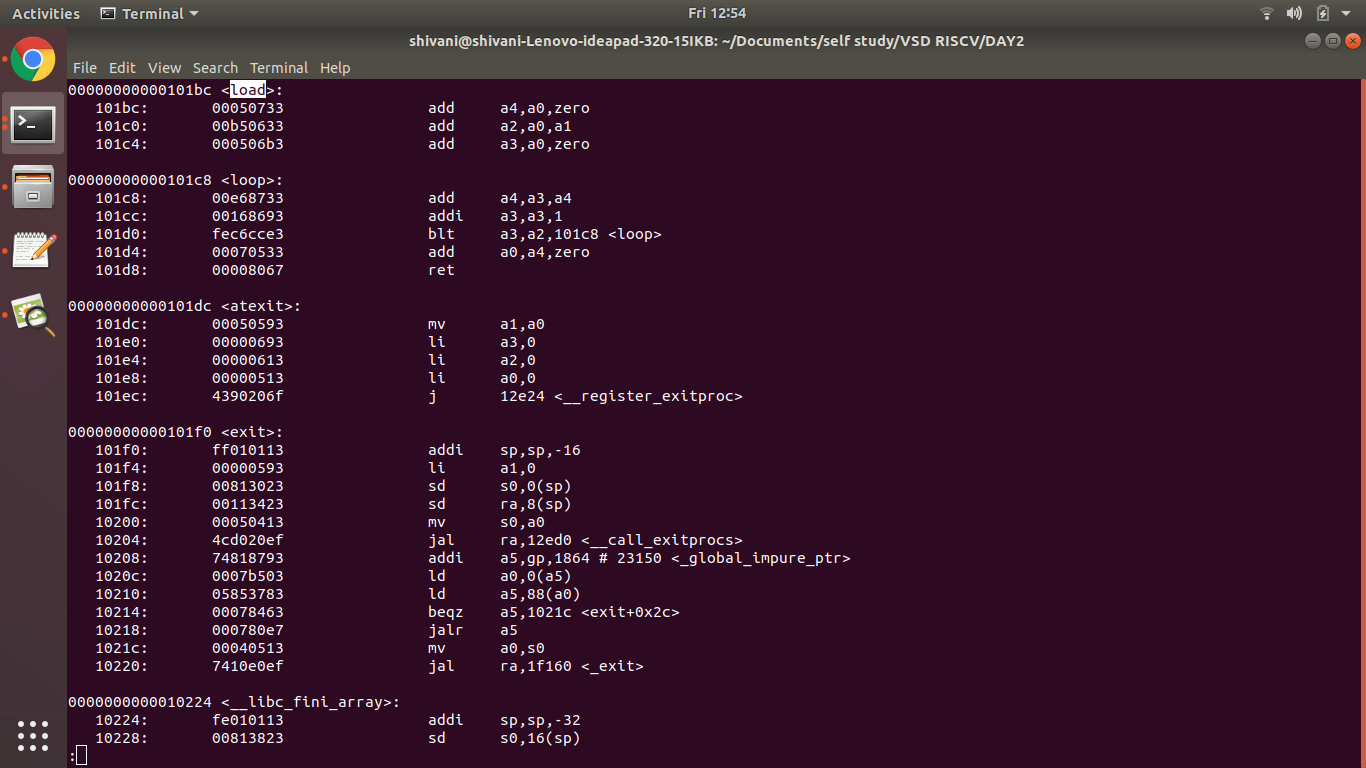 Activities Terminal Fri 12:54
shivani@shivani-Lenovo-ideapad-320-15IKB: ~/Documents/self study/VSD RISCV/DAY2
File Edit View Search Terminal Help
00000000000101bc <load>:
101bc: 00050733 add a4,a0,zero
101c0: 00b50633 add a2,a0,a1
101c4: 000506b3 add a3,a0,zero
00000000000101c8 <loop>:
101c8: 00e68733 add a4,a3,a4
101cc: 00168693 addi a3,a3,1
101d0: fec6cce3 blt a3,a2,101c8 <loop>
101d4: 00070533 add a0,a4,zero
101d8: 00008067 ret
00000000000101dc <atexit>:
101dc: 00050593 mv a1,a0
101e0: 00000693 li a3,0
101e4: 00000613 li a2,0
101e8: 00000513 li a0,0
101ec: 4390206f j 12e24 <__register_exitproc>
00000000000101f0 <exit>:
101f0: ff010113 addi sp,sp,-16
101f4: 00000593 li a1,0
101f8: 00813023 sd s0,0(sp)
101fc: 00113423 sd ra,8(sp)
10200: 00050413 mv s0,a0
10204: 4cd020ef jal ra,12ed0 <__call_exitprocs>
10208: 74818793 addi a5,gp,1864 # 23150 <_global_impure_ptr>
1020c: 0007b503 ld a0,0(a5)
10210: 05853783 ld a5,88(a0)
10214: 00078463 beqz a5,1021c <exit+0x2c>
10218: 000780e7 jalr a5
1021c: 00040513 mv a0,s0
10220: 7410e0ef jal ra,1f160 <_exit>
0000000000010224 <__libc_fini_array>:
10224: fe010113 addi sp,sp,-32
10228: 00813823 sd s0,16(sp)
: